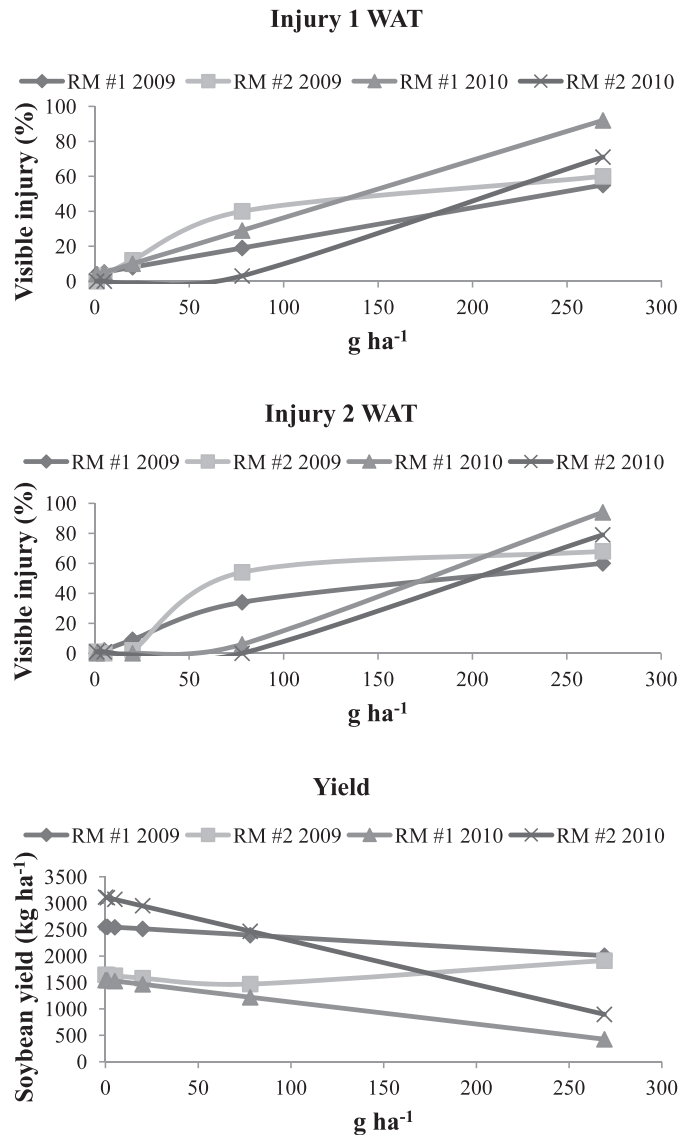 Injury 1 WAT
RM #1 2009 RM #2 2009 RM #1 2010 RM #2 2010
Visible injury (%)
100
80
60
40
20
0
0 50 100 150 200 250 300
g ha-1
Injury 2 WAT
RM #1 2009 RM #2 2009 RM #1 2010 RM #2 2010
Visible injury (%)
100
80
60
40
20
0
0 50 100 150 200 250 300
g ha-1
Yield
RM #1 2009 RM #2 2009 RM #1 2010 RM #2 2010
Soybean yield (kg ha-1)
3500
3000
2500
2000
1500
1000
500
0
0 50 100 150 200 250 300
g ha-1